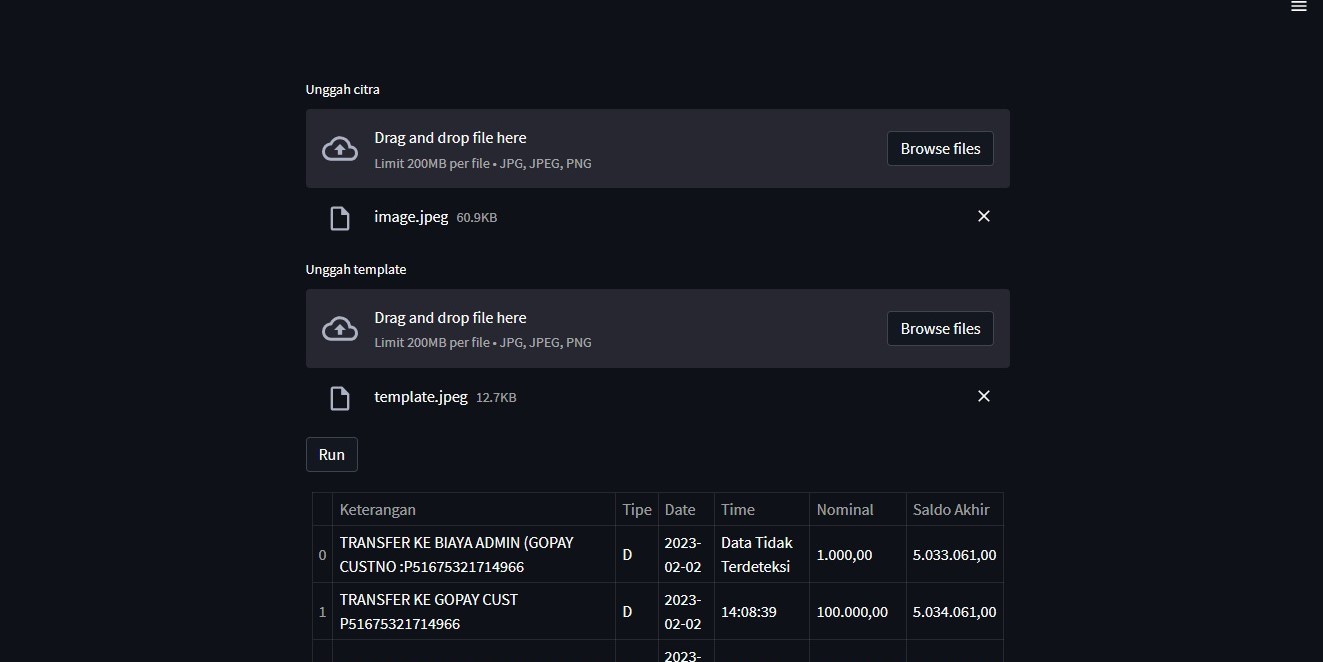 Unggah citra
Drag and drop file here
Limit 200MB per file • JPG, JPEG, PNG
Browse files
image.jpeg 60.9KB
Unggah template
Drag and drop file here
Limit 200MB per file • JPG, JPEG, PNG
Browse files
template.jpeg 12.7KB
Run
Keterangan Tipe Date Time Nominal Saldo Akhir
0 TRANSFER KE BIAYA ADMIN (GOPAY CUSTNO :P51675321714966 D 2023-02-02 Data Tidak Terdeteksi 1.000,00 5.033.061,00
1 TRANSFER KE GOPAY CUST P51675321714966 D 2023-02-02 14:08:39 100.000,00 5.034.061,00
2023-